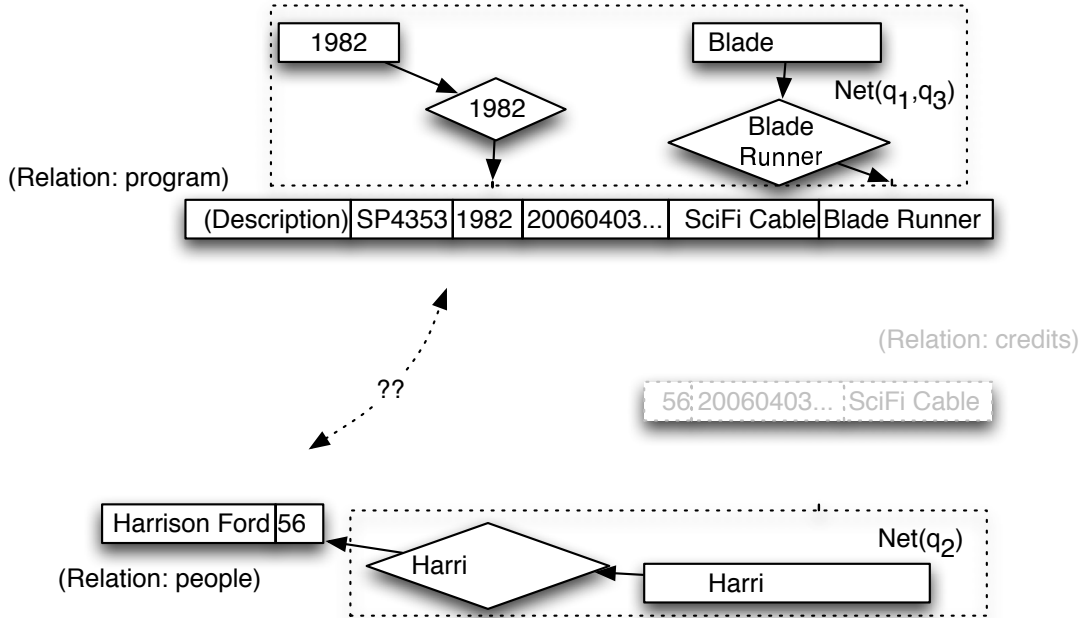 1982
Blade
1982
Net(q1,q3)
Blade
Runner
(Relation: program)
(Description) SP4353 1982 20060403... SciFi Cable Blade Runner
(Relation: credits)
??
56 20060403... SciFi Cable
Harrison Ford 56
Net(q2)
Harri
Harri
(Relation: people)